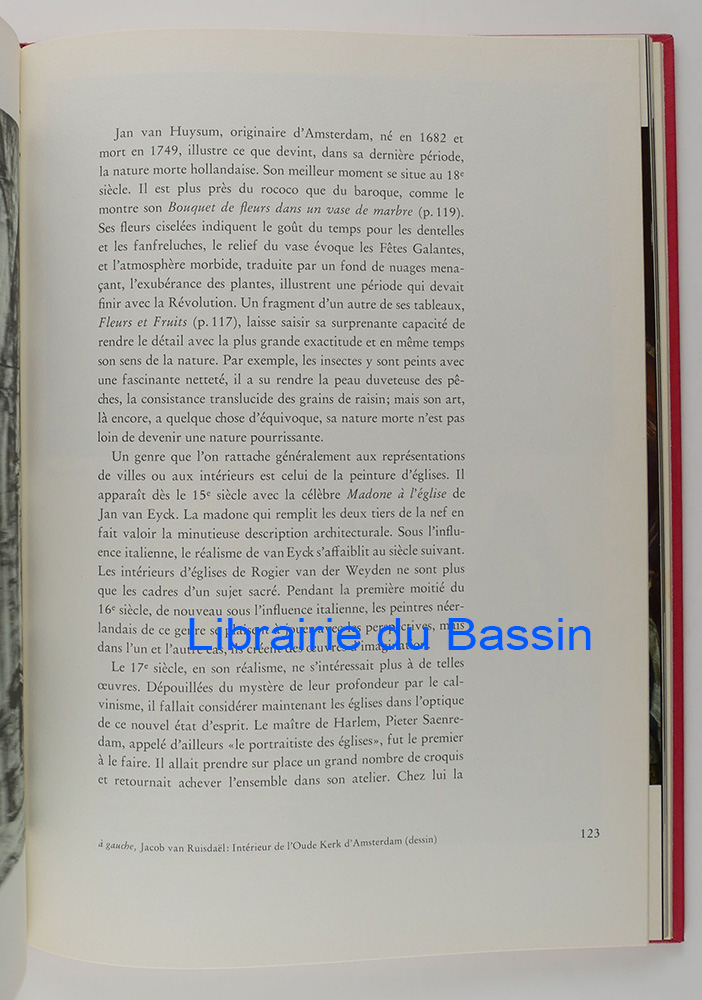 Jan van Huysum, originaire d'Amsterdam, né en 1682 et
mort en 1749, illustre ce que devint, dans sa dernière période,
la nature morte hollandaise. Son meilleur moment se situe au 18e
siècle. Il est plus près du rococo que du baroque, comme le
montre son Bouquet de fleurs dans un vase de marbre (p. 119).
Ses fleurs ciselées indiquent le goût du temps pour les dentelles
et les fanfreluches, le relief du vase évoque les Fêtes Galantes,
et l'atmosphère morbide, traduite par un fond de nuages mena-
çant, l'exubérance des plantes, illustrent une période qui devait
finir avec la Révolution. Un fragment d'un autre de ses tableaux,
Fleurs et Fruits (p. 117), laisse saisir sa surprenante capacité de
rendre le détail avec la plus grande exactitude et en même temps
son sens de la nature. Par exemple, les insectes y sont peints avec
une fascinante netteté, il a su rendre la peau duveteuse des pê-
ches, la consistance translucide des grains de raisin; mais son art,
là encore, a quelque chose d'équivoque, sa nature morte n'est pas
loin de devenir une nature pourrissante.
Un genre que l'on rattache généralement aux représentations
de villes ou aux intérieurs est celui de la peinture d'églises. Il
apparaît dès le 15e siècle avec la célèbre Madone à l'église de
Jan van Eyck. La madone qui remplit les deux tiers de la nef en
fait valoir la minutieuse description architecturale. Sous l'influ-
ence italienne, le réalisme de van Eyck s'affaiblit au siècle suivant.
Les intérieurs d'églises de Rogier van der Weyden ne sont plus
que les cadres d'un sujet sacré. Pendant la première moitié du
16e siècle, de nouveau sous l'influence italienne, les peintres néer-
landais de ce genre se plaisent à jouer avec les perspectives, mais
dans l'un et l'autre cas, ils créent des œuvres d'imagination.
Librairie du Bassin
Le 17e siècle, en son réalisme, ne s'intéressait plus à de telles
œuvres. Dépouillées du mystère de leur profondeur par le cal-
vinisme, il fallait considérer maintenant les églises dans l'optique
de ce nouvel état d'esprit. Le maître de Harlem, Pieter Saenre-
dam, appelé d'ailleurs «le portraitiste des églises», fut le premier
à le faire. Il allait prendre sur place un grand nombre de croquis
et retournait achever l'ensemble dans son atelier. Chez lui la
à gauche, Jacob van Ruisdaël: Intérieur de l'Oude Kerk d'Amsterdam (dessin)
123